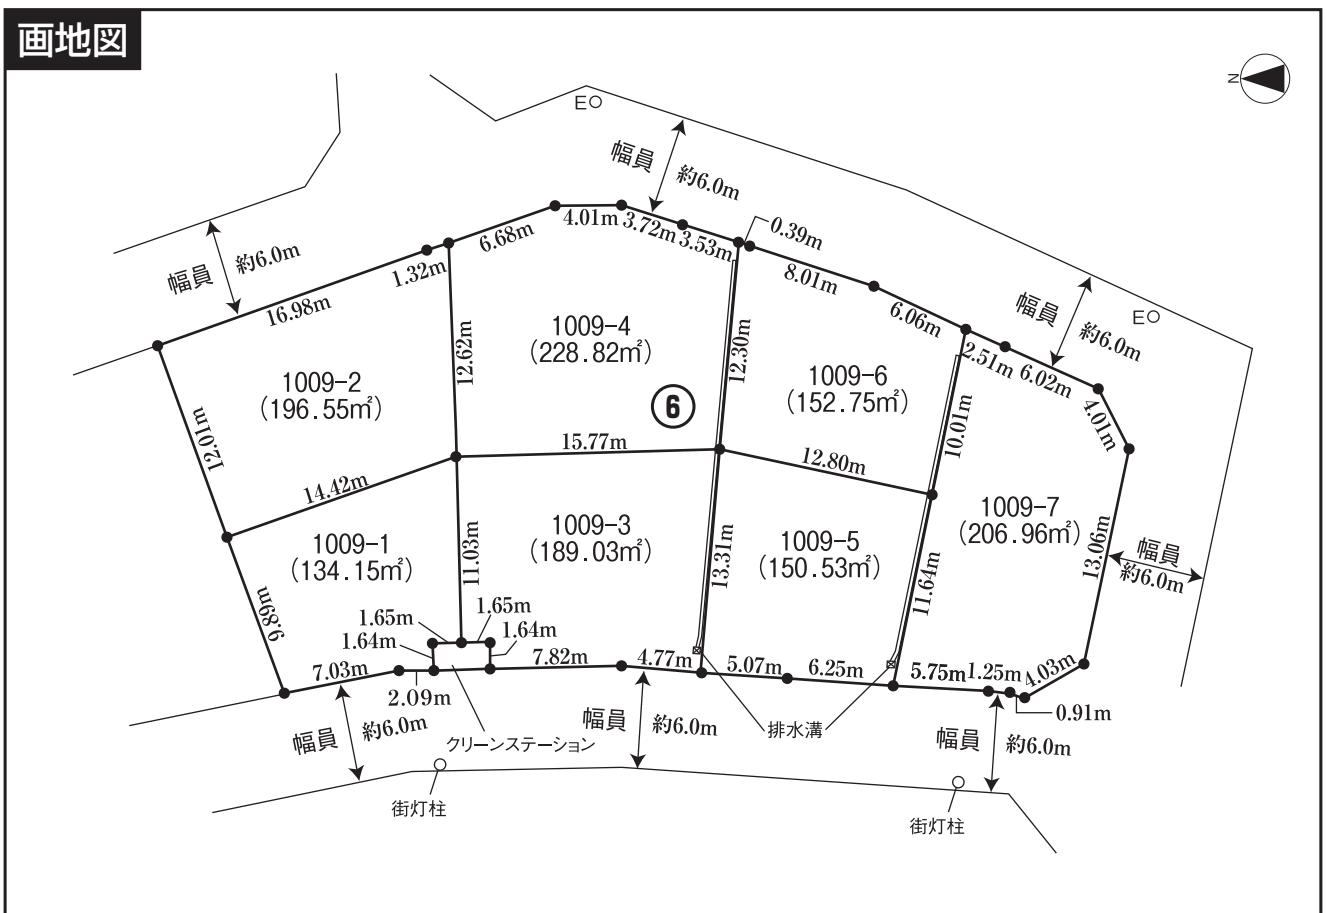 画地図
N
E
幅員
約6.0m
幅員
約6.0m
4.01m
3.72m
3.53m
0.39m
6.68m
1.32m
16.98m
8.01m
6.06m
幅員
約6.0m
E
2.51m
6.02m
4.01m
1009-4
(228.82㎡)
12.62m
12.30m
1009-2
(196.55㎡)
6
1009-6
(152.75㎡)
10.01m
12.01m
15.77m
12.80m
14.42m
1009-7
(206.96㎡)
1009-1
(134.15㎡)
11.03m
1009-3
(189.03㎡)
13.31m
1009-5
(150.53㎡)
11.64m
13.06m
幅員
約6.0m
9.89m
1.65m
1.65m
1.64m
1.64m
7.03m
2.09m
7.82m
4.77m
5.07m
6.25m
5.75m
1.25m
4.03m
0.91m
幅員
約6.0m
クリーンステーション
幅員
約6.0m
排水溝
幅員
約6.0m
街灯柱
街灯柱